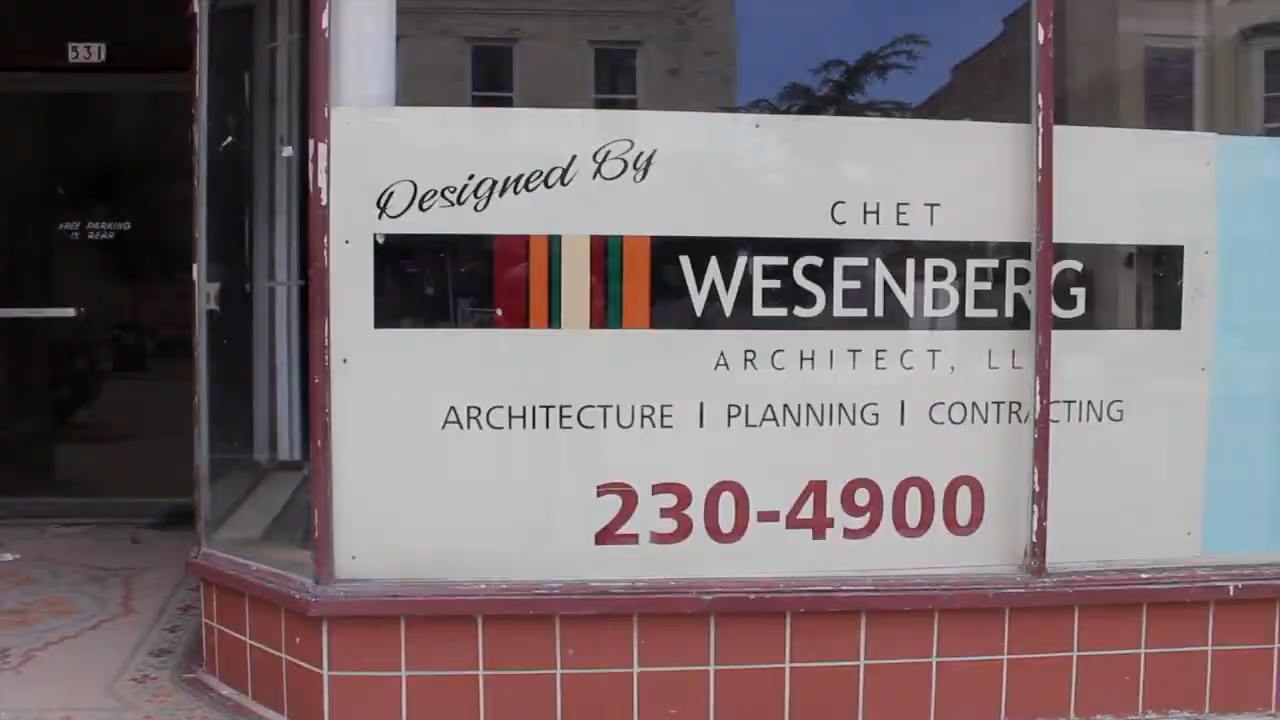 531
FREE PARKING
IN REAR
Designed By
CHET
WESENBERG
ARCHITECT, LL
ARCHITECTURE | PLANNING | CONTRACTING
230-4900